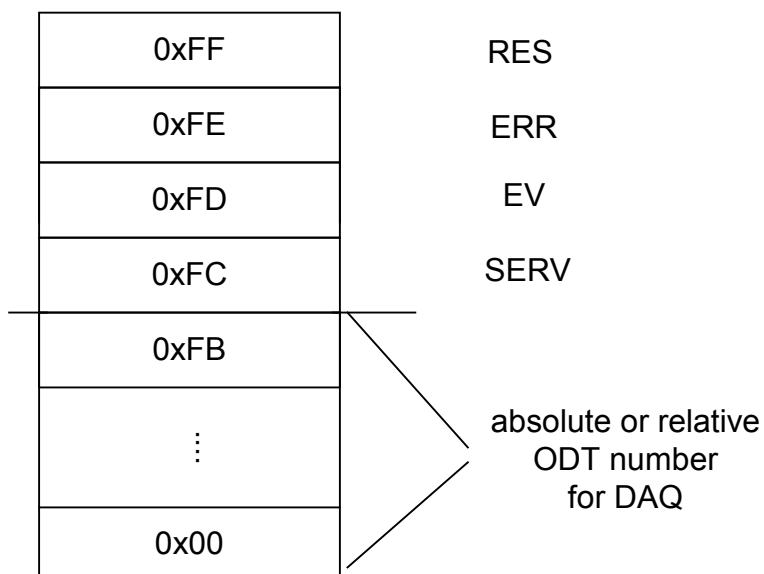 0xFF RES
0xFE ERR
0xFD EV
0xFC SERV
0xFB
⋮
absolute or relative
ODT number
for DAQ
0x00